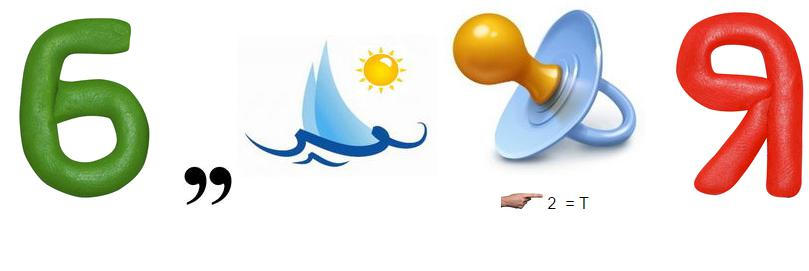 б ,, Я
2 = T